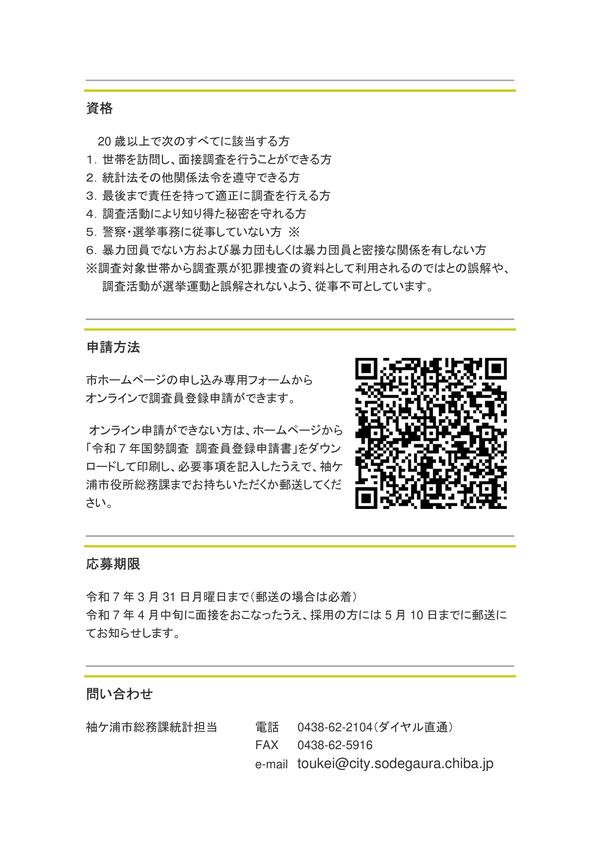 資格
20 歳以上で次のすべてに該当する方
1. 世帯を訪問し、面接調査を行うことができる方
2. 統計法その他関係法令を遵守できる方
3. 最後まで責任を持って適正に調査を行える方
4. 調査活動により知り得た秘密を守れる方
5. 警察・選挙事務に従事していない方 ※
6. 暴力団員でない方および暴力団もしくは暴力団員と密接な関係を有しない方
※調査対象世帯から調査票が犯罪捜査の資料として利用されるのではとの誤解や、
調査活動が選挙運動と誤解されないよう、従事不可としています。
申請方法
市ホームページの申し込み専用フォームから
オンラインで調査員登録申請ができます。
オンライン申請ができない方は、ホームページから
「令和 7 年国勢調査 調査員登録申請書」をダウン
ロードして印刷し、必要事項を記入したうえで、袖ケ
浦市役所総務課までお持ちいただくか郵送してくだ
さい。
応募期限
令和 7 年 3 月 31 日月曜日まで（郵送の場合は必着）
令和 7 年 4 月中旬に面接をおこなったうえ、採用の方には 5 月 10 日までに郵送に
てお知らせします。
問い合わせ
袖ケ浦市総務課統計担当 電話 0438-62-2104（ダイヤル直通）
FAX 0438-62-5916
e-mail toukei@city.sodegaura.chiba.jp